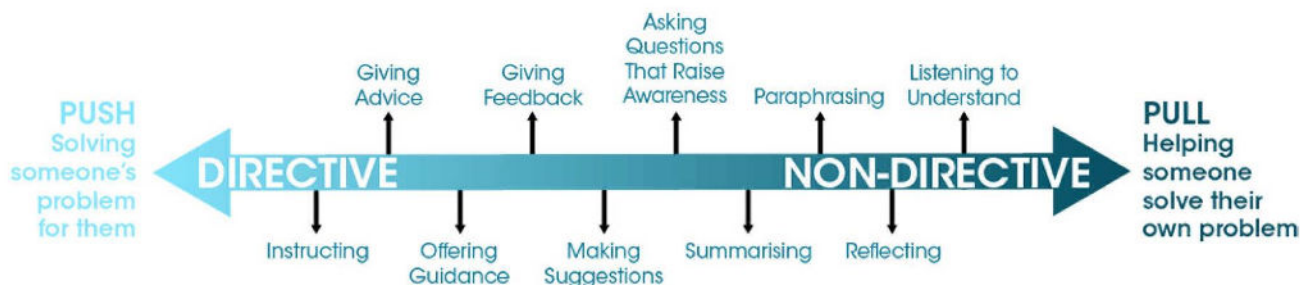 PUSH
Solving
someone's
problem
for them
DIRECTIVE
NON-DIRECTIVE
Giving
Advice
Giving
Feedback
Asking
Questions
That Raise
Awareness
Paraphrasing
Listening to
Understand
Instructing
Offering
Guidance
Making
Suggestions
Summarising
Reflecting
PULL
Helping
someone
solve their
own problem